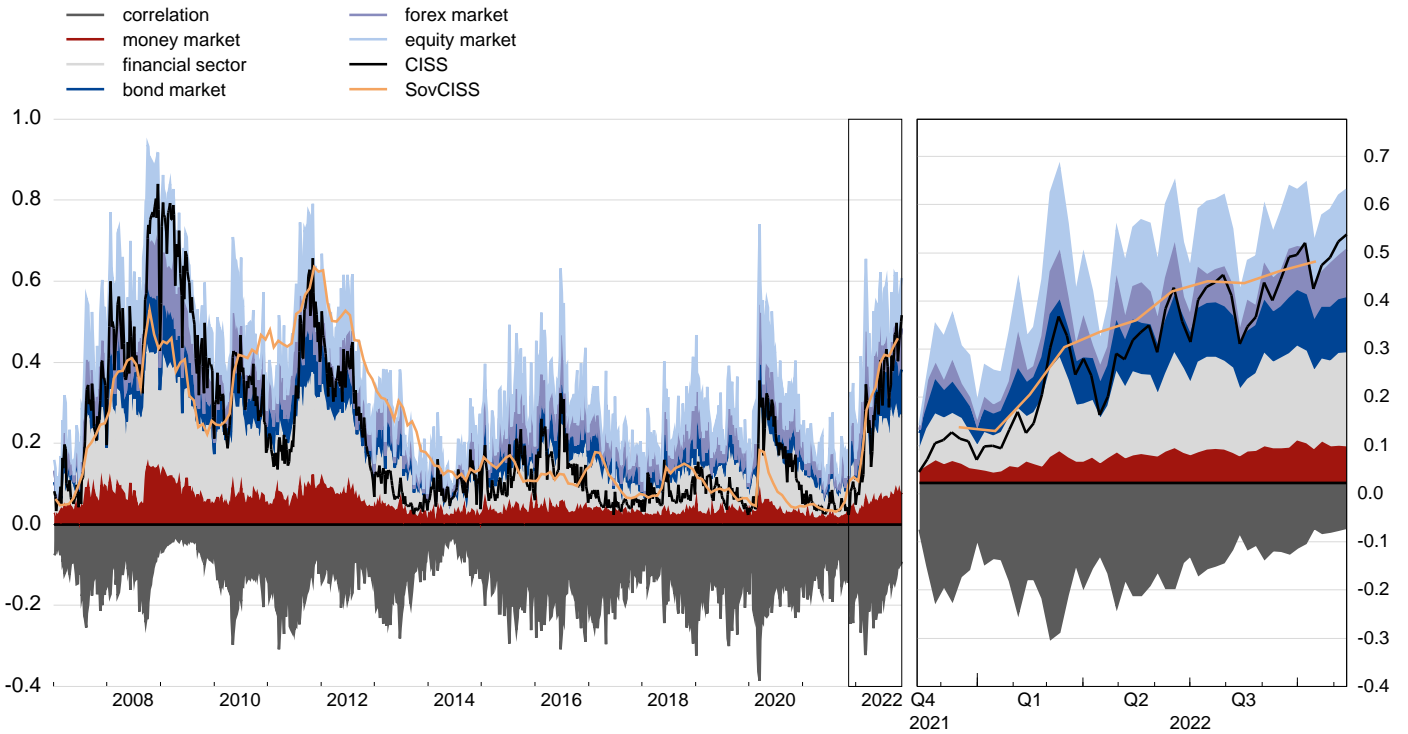 correlation
money market
financial sector
bond market
forex market
equity market
CISS
SovCISS
1.0
0.8
0.6
0.4
0.2
0.0
-0.2
-0.4
2008 2010 2012 2014 2016 2018 2020 2022
0.7
0.6
0.5
0.4
0.3
0.2
0.1
0.0
-0.1
-0.2
-0.3
-0.4
Q4 Q1 Q2 Q3
2021 2022